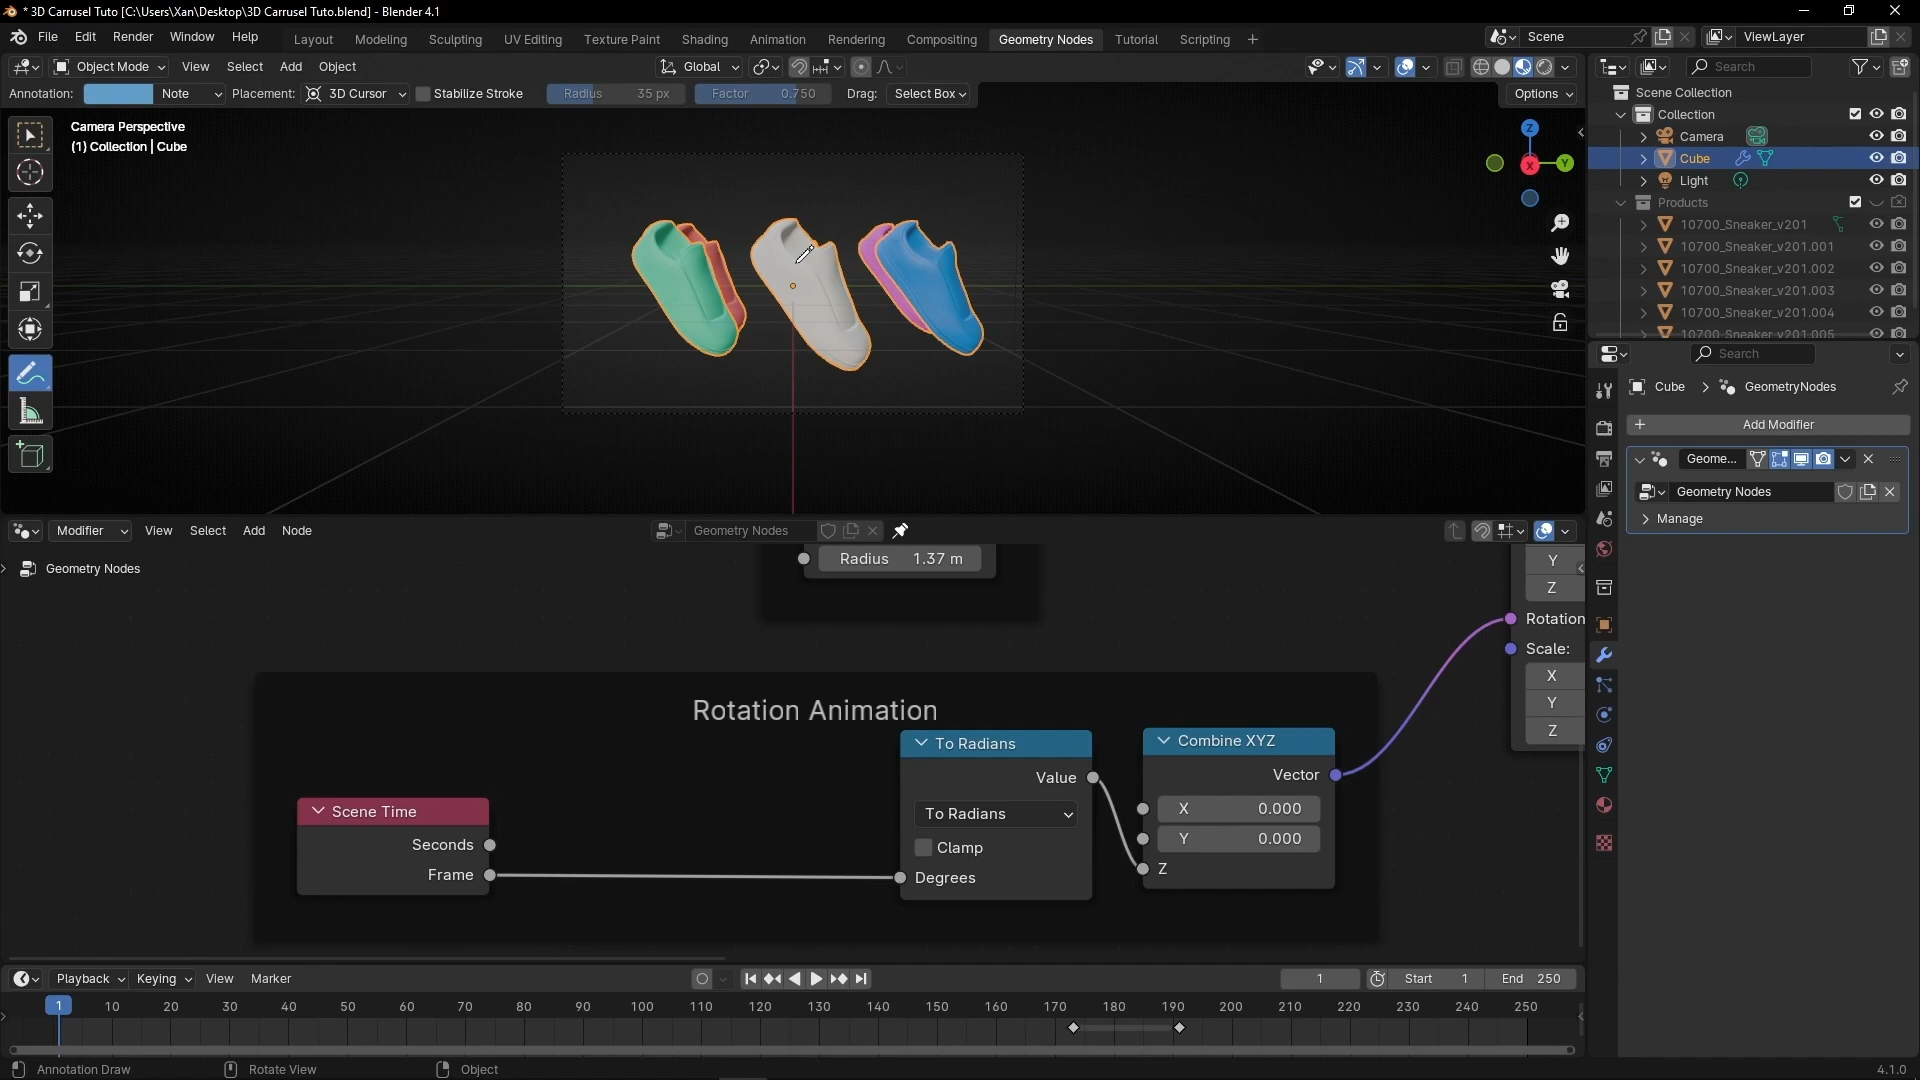 * 3D Carrusel Tuto [C:\Users\Xan\Desktop\3D Carrusel Tuto.blend] - Blender 4.1
File Edit Render Window Help Layout Modeling Sculpting UV Editing Texture Paint Shading Animation Rendering Compositing Geometry Nodes Tutorial Scripting + Scene ViewLayer
Object Mode View Select Add Object Global Search
Annotation: Note Placement: 3D Cursor Stabilize Stroke Radius 35 px Factor 0.750 Drag: Select Box Options
Scene Collection
Collection
Camera
Cube
Light
Products
10700_Sneaker_v201
10700_Sneaker_v201.001
10700_Sneaker_v201.002
10700_Sneaker_v201.003
10700_Sneaker_v201.004
10700_Sneaker_v201.005
Camera Perspective
(1) Collection | Cube
Z
Y
X
Search
Cube > GeometryNodes
+ Add Modifier
Geome...
Geometry Nodes
Manage
Modifier View Select Add Node Geometry Nodes
Geometry Nodes
Radius 1.37 m
Y
Z
Rotation
Scale:
X
Y
Z
Rotation Animation
Scene Time
Seconds
Frame
To Radians
Value
To Radians
Clamp
Degrees
Combine XYZ
Vector
X 0.000
Y 0.000
Z
Playback Keying View Marker 1 Start 1 End 250
1 10 20 30 40 50 60 70 80 90 100 110 120 130 140 150 160 170 180 190 200 210 220 230 240 250
Annotation Draw Rotate View Object 4.1.0